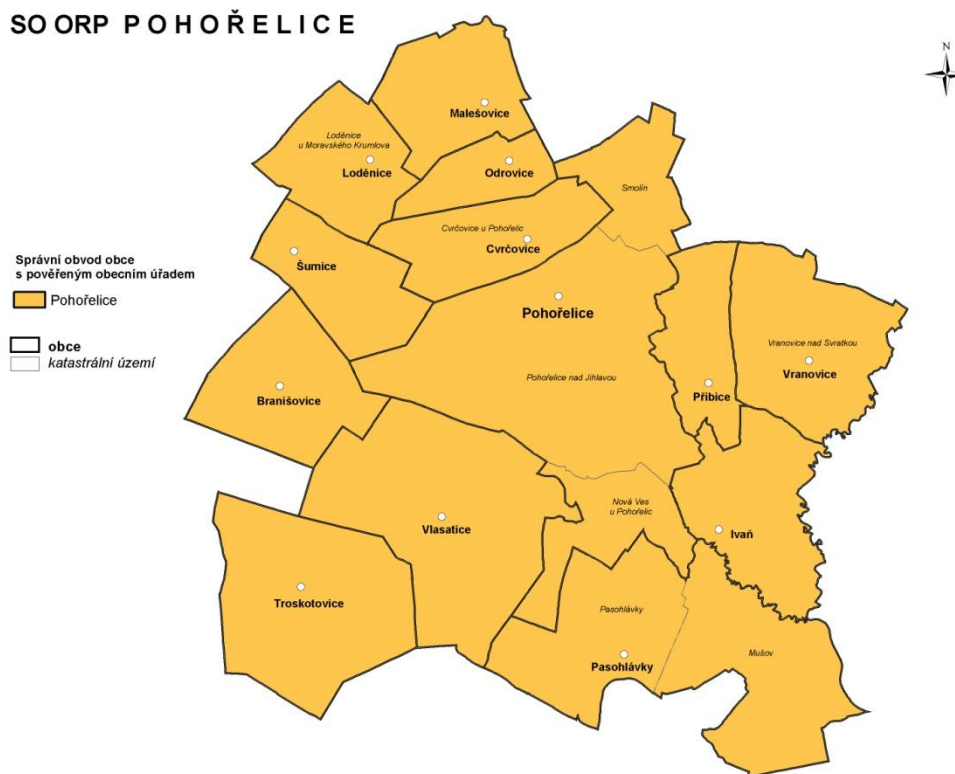 SO ORP P O H O Ř E L I C E
N
Malešovice
Loděnice
u Moravského Krumlova
Loděnice
Odrovice
Smolín
Cvrčovice u Pohořelic
Cvrčovice
Šumice
Správní obvod obce
s pověřeným obecním úřadem
Pohořelice
obce
katastrální území
Pohořelice
Vranovice nad Svratkou
Vranovice
Pohořelice nad Jihlavou
Přibice
Branišovice
Nová Ves
u Pohořelic
Vlasatice
Ivaň
Troskotovice
Pasohlávky
Mušov
Pasohlávky